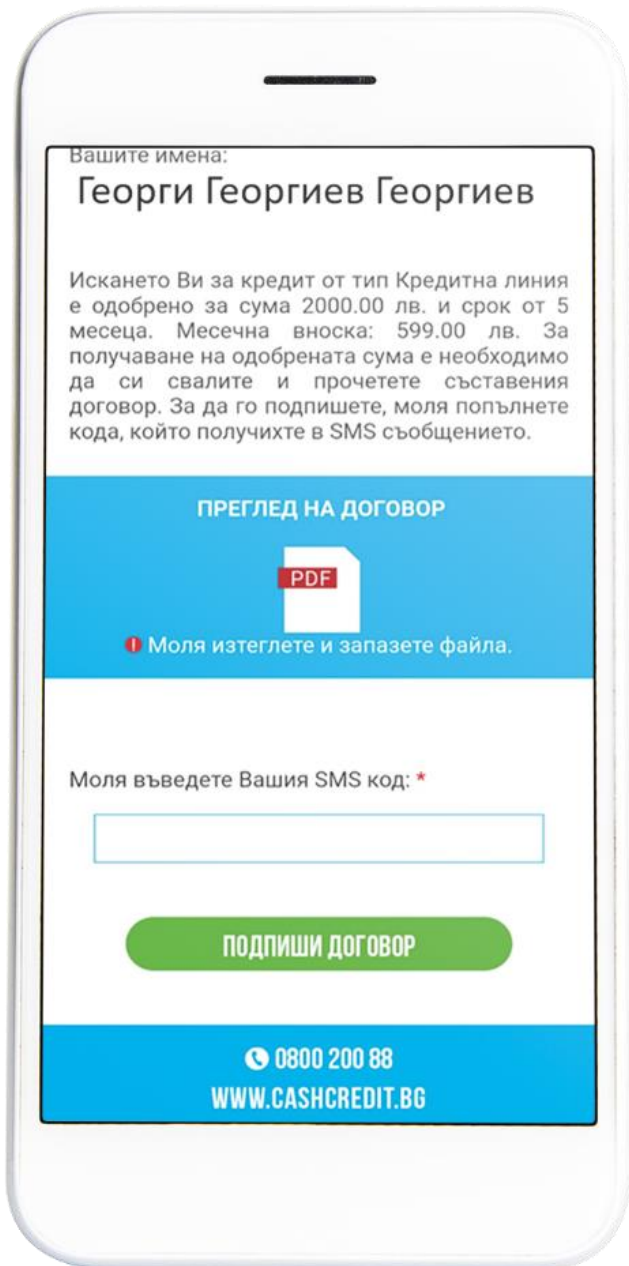 Вашите имена:
Георги Георгиев Георгиев
Искането Ви за кредит от тип Кредитна линия
е одобрено за сума 2000.00 лв. и срок от 5
месеца. Месечна вноска: 599.00 лв. За
получаване на одобрената сума е необходимо
да си свалите и прочетете съставения
договор. За да го подпишете, моля попълнете
кода, който получихте в SMS съобщението.
ПРЕГЛЕД НА ДОГОВОР
PDF
Моля изтеглете и запазете файла.
Моля въведете Вашия SMS код: *
ПОДПИШИ ДОГОВОР
0800 200 88
WWW.CASHCREDIT.BG